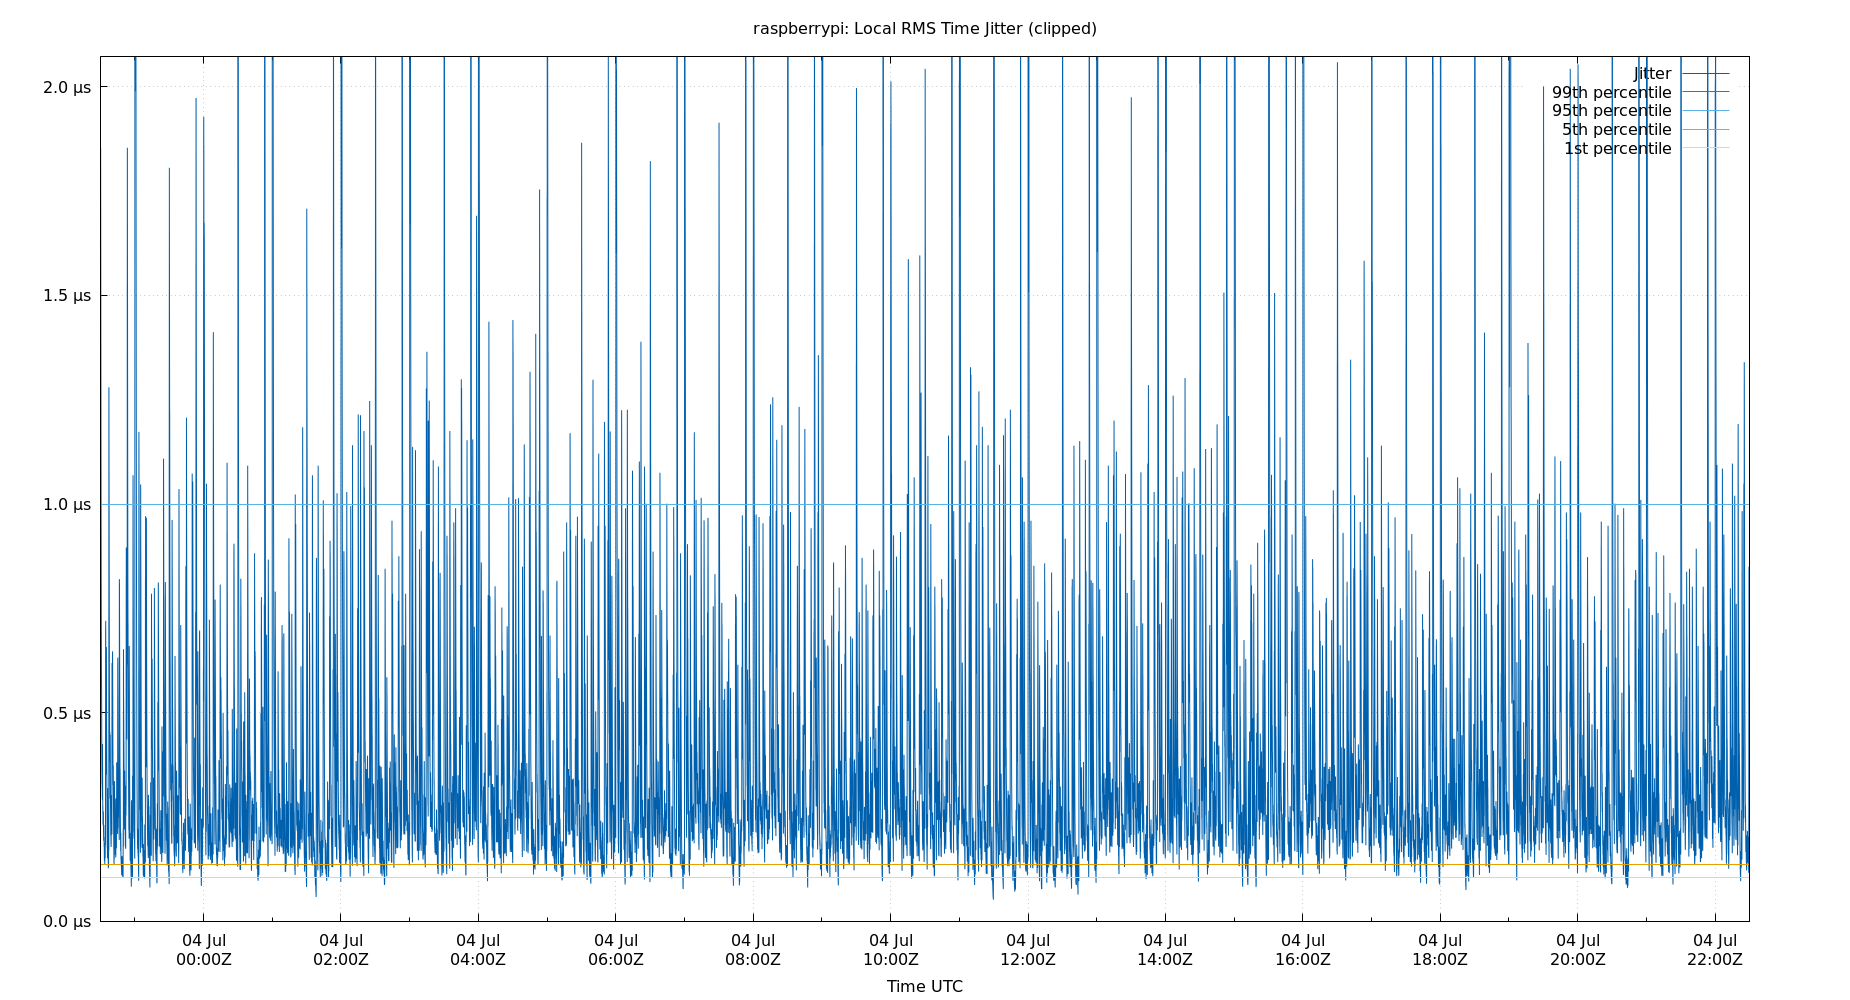 raspberrypi: Local RMS Time Jitter (clipped)
2.0 µs
1.5 µs
1.0 µs
0.5 µs
0.0 µs
Jitter
99th percentile
95th percentile
5th percentile
1st percentile
04 Jul 04 Jul 04 Jul 04 Jul 04 Jul 04 Jul 04 Jul 04 Jul 04 Jul 04 Jul 04 Jul 04 Jul
00:00Z 02:00Z 04:00Z 06:00Z 08:00Z 10:00Z 12:00Z 14:00Z 16:00Z 18:00Z 20:00Z 22:00Z
Time UTC